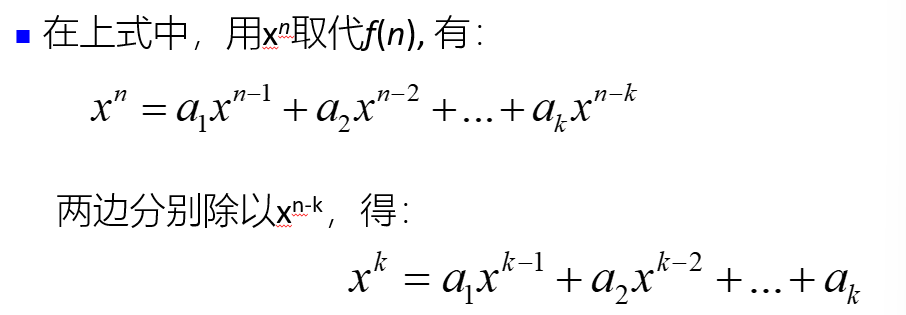 ▪ 在上式中，用xⁿ取代f(n), 有：
xⁿ = a₁xⁿ⁻¹ + a₂xⁿ⁻² + ... + aₖxⁿ⁻ᵏ
两边分别除以xⁿ⁻ᵏ，得：
xᵏ = a₁xᵏ⁻¹ + a₂xᵏ⁻² + ... + aₖ